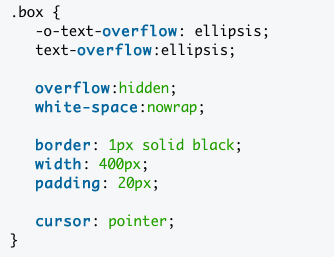 .box {
-o-text-overflow: ellipsis;
text-overflow:ellipsis;
overflow:hidden;
white-space:nowrap;
border: 1px solid black;
width: 400px;
padding: 20px;
cursor: pointer;
}